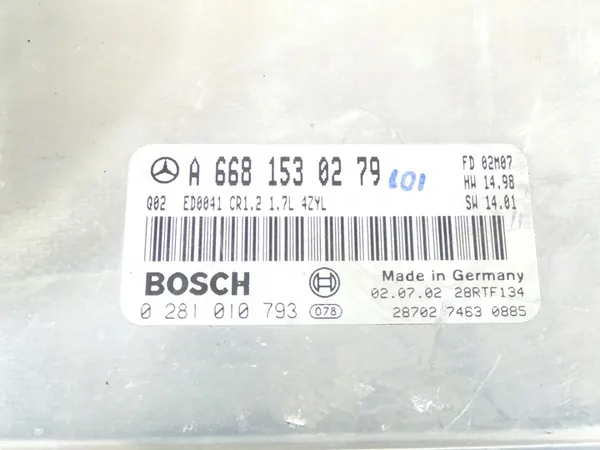 A 668 153 02 79 LOI
FD 02M07
HW 14.98
Q02 ED0041 CR1.2 1.7L 4ZYL
SW 14.01
BOSCH
Made in Germany
02.07.02 28RTF134
0 281 010 793 078
28702 7463 0885